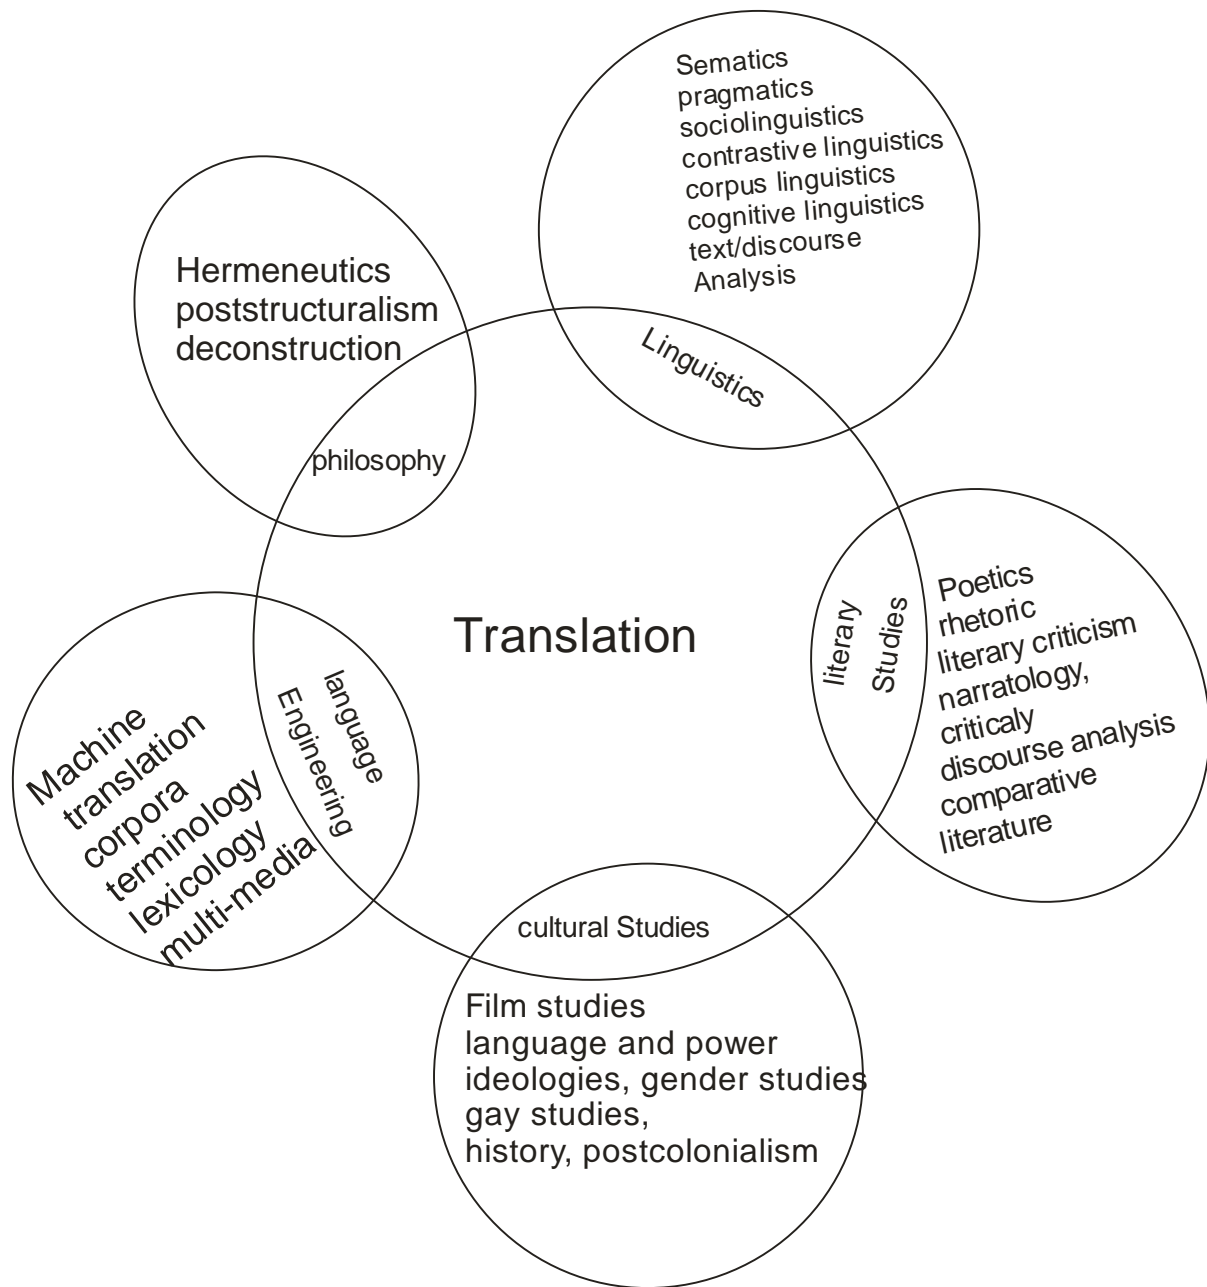 Sematics
pragmatics
sociolinguistics
contrastive linguistics
corpus linguistics
cognitive linguistics
text/discourse
Analysis
Linguistics
Hermeneutics
poststructuralism
deconstruction
philosophy
Translation
literary
Studies
Poetics
rhetoric
literary criticism
narratology,
criticaly
discourse analysis
comparative
literature
language
Engineering
Machine
translation
corpora
terminology
lexicology
multi-media
cultural Studies
Film studies
language and power
ideologies, gender studies
gay studies,
history, postcolonialism